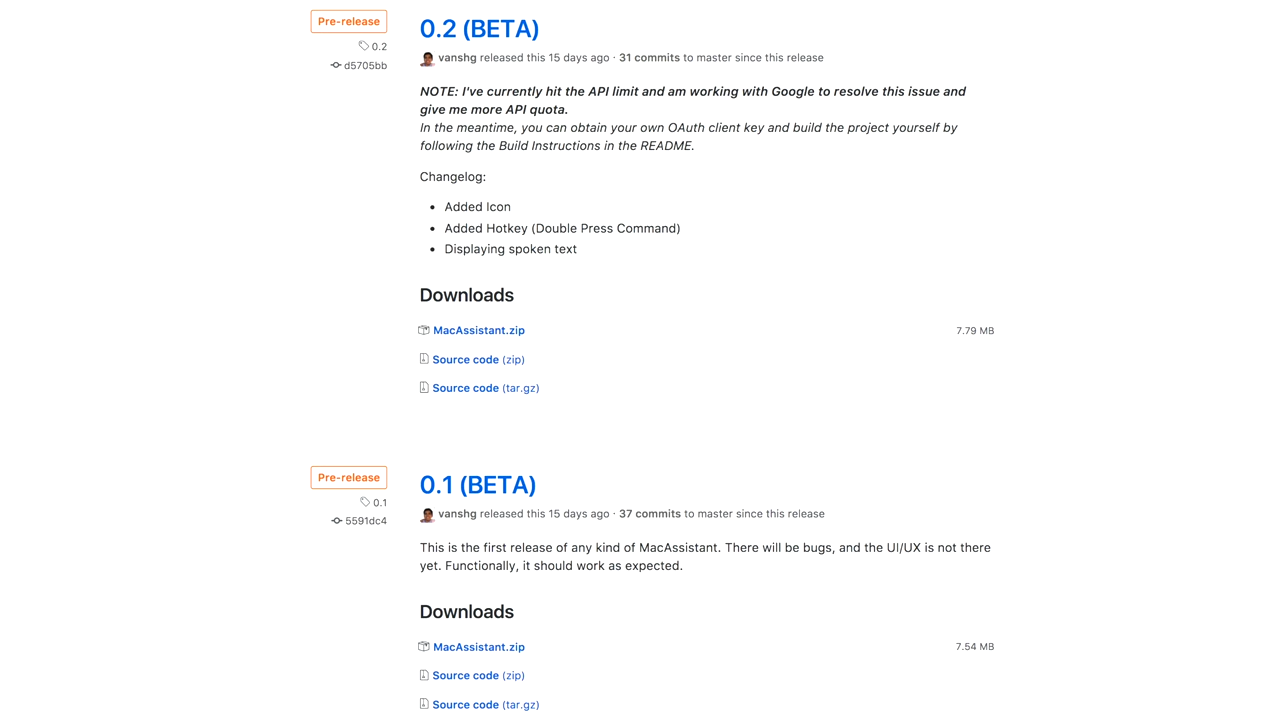 Pre-release
0.2
d5705bb
0.2 (BETA)
vanshg released this 15 days ago · 31 commits to master since this release
NOTE: I've currently hit the API limit and am working with Google to resolve this issue and
give me more API quota.
In the meantime, you can obtain your own OAuth client key and build the project yourself by
following the Build Instructions in the README.
Changelog:
• Added Icon
• Added Hotkey (Double Press Command)
• Displaying spoken text
Downloads
MacAssistant.zip 7.79 MB
Source code (zip)
Source code (tar.gz)
Pre-release
0.1
5591dc4
0.1 (BETA)
vanshg released this 15 days ago · 37 commits to master since this release
This is the first release of any kind of MacAssistant. There will be bugs, and the UI/UX is not there
yet. Functionally, it should work as expected.
Downloads
MacAssistant.zip 7.54 MB
Source code (zip)
Source code (tar.gz)